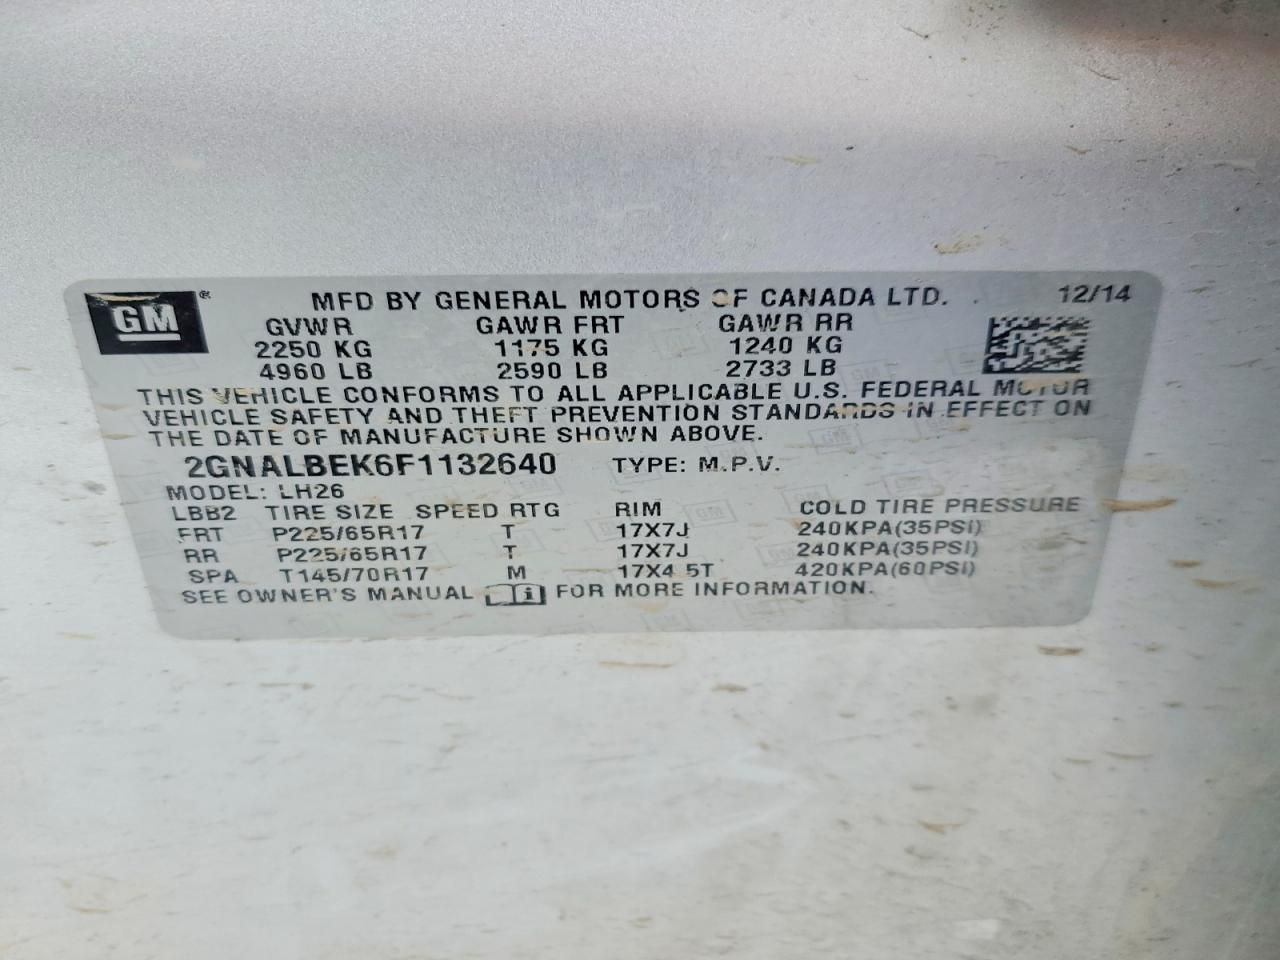 GM ® MFD BY GENERAL MOTORS OF CANADA LTD. 12/14
GVWR GAWR FRT GAWR RR
2250 KG 1175 KG 1240 KG
4960 LB 2590 LB 2733 LB
THIS VEHICLE CONFORMS TO ALL APPLICABLE U.S. FEDERAL MOTOR
VEHICLE SAFETY AND THEFT PREVENTION STANDARDS IN EFFECT ON
THE DATE OF MANUFACTURE SHOWN ABOVE.
2GNALBEK6F1132640 TYPE: M.P.V.
MODEL: LH26
LBB2 TIRE SIZE SPEED RTG RIM COLD TIRE PRESSURE
FRT P225/65R17 T 17X7J 240KPA(35PSI)
RR P225/65R17 T 17X7J 240KPA(35PSI)
SPA T145/70R17 M 17X4.5T 420KPA(60PSI)
SEE OWNER'S MANUAL i FOR MORE INFORMATION.